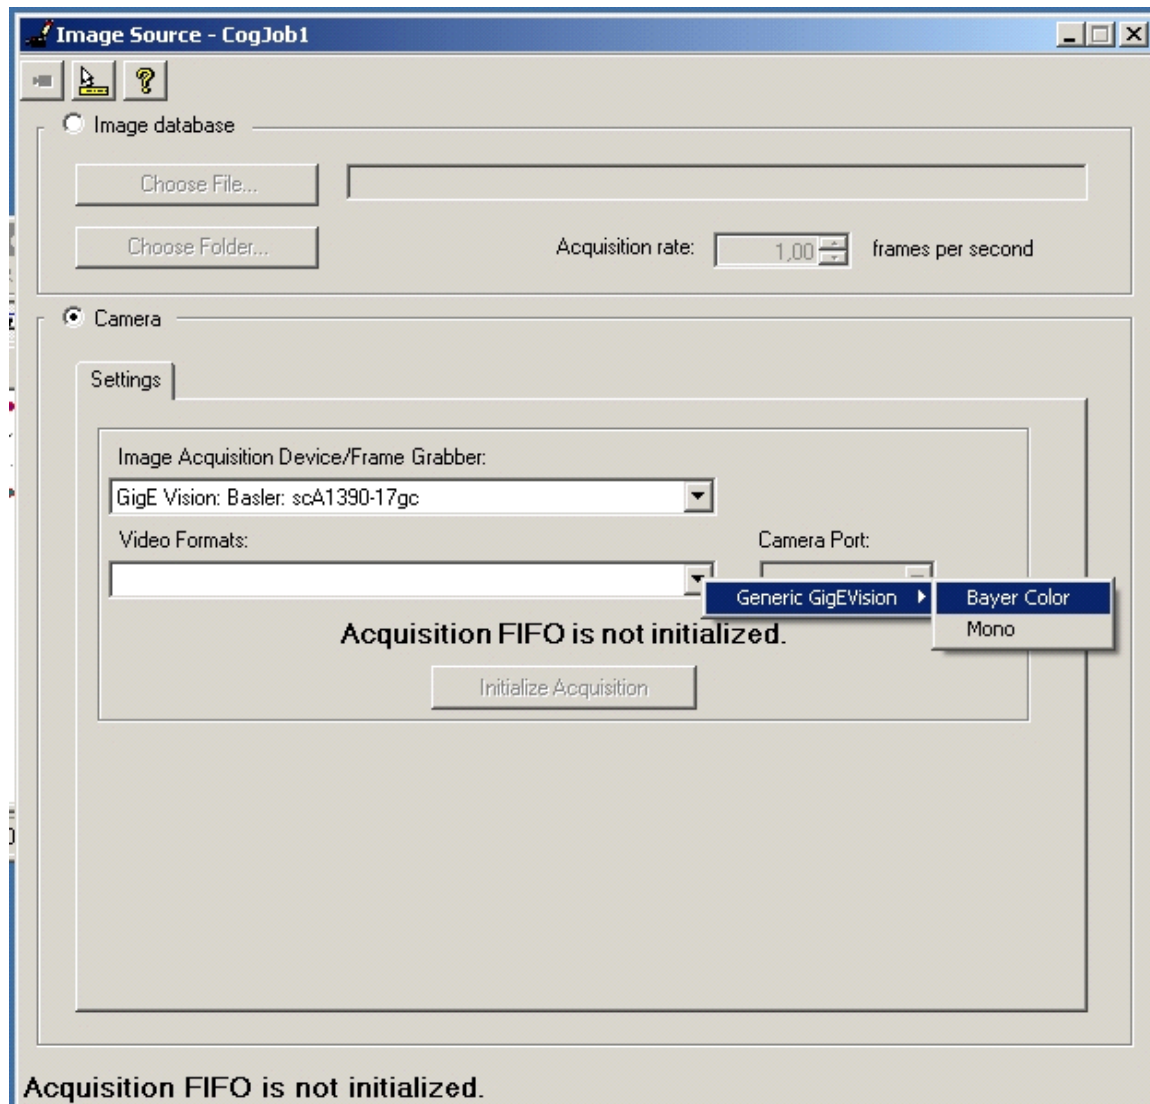 Image Source - CogJob1
Image database
Choose File...
Choose Folder...
Acquisition rate: 1,00 frames per second
Camera
Settings
Image Acquisition Device/Frame Grabber:
GigE Vision: Basler: scA1390-17gc
Video Formats: Camera Port:
Generic GigEVision Bayer Color
Mono
Acquisition FIFO is not initialized.
Initialize Acquisition
Acquisition FIFO is not initialized.